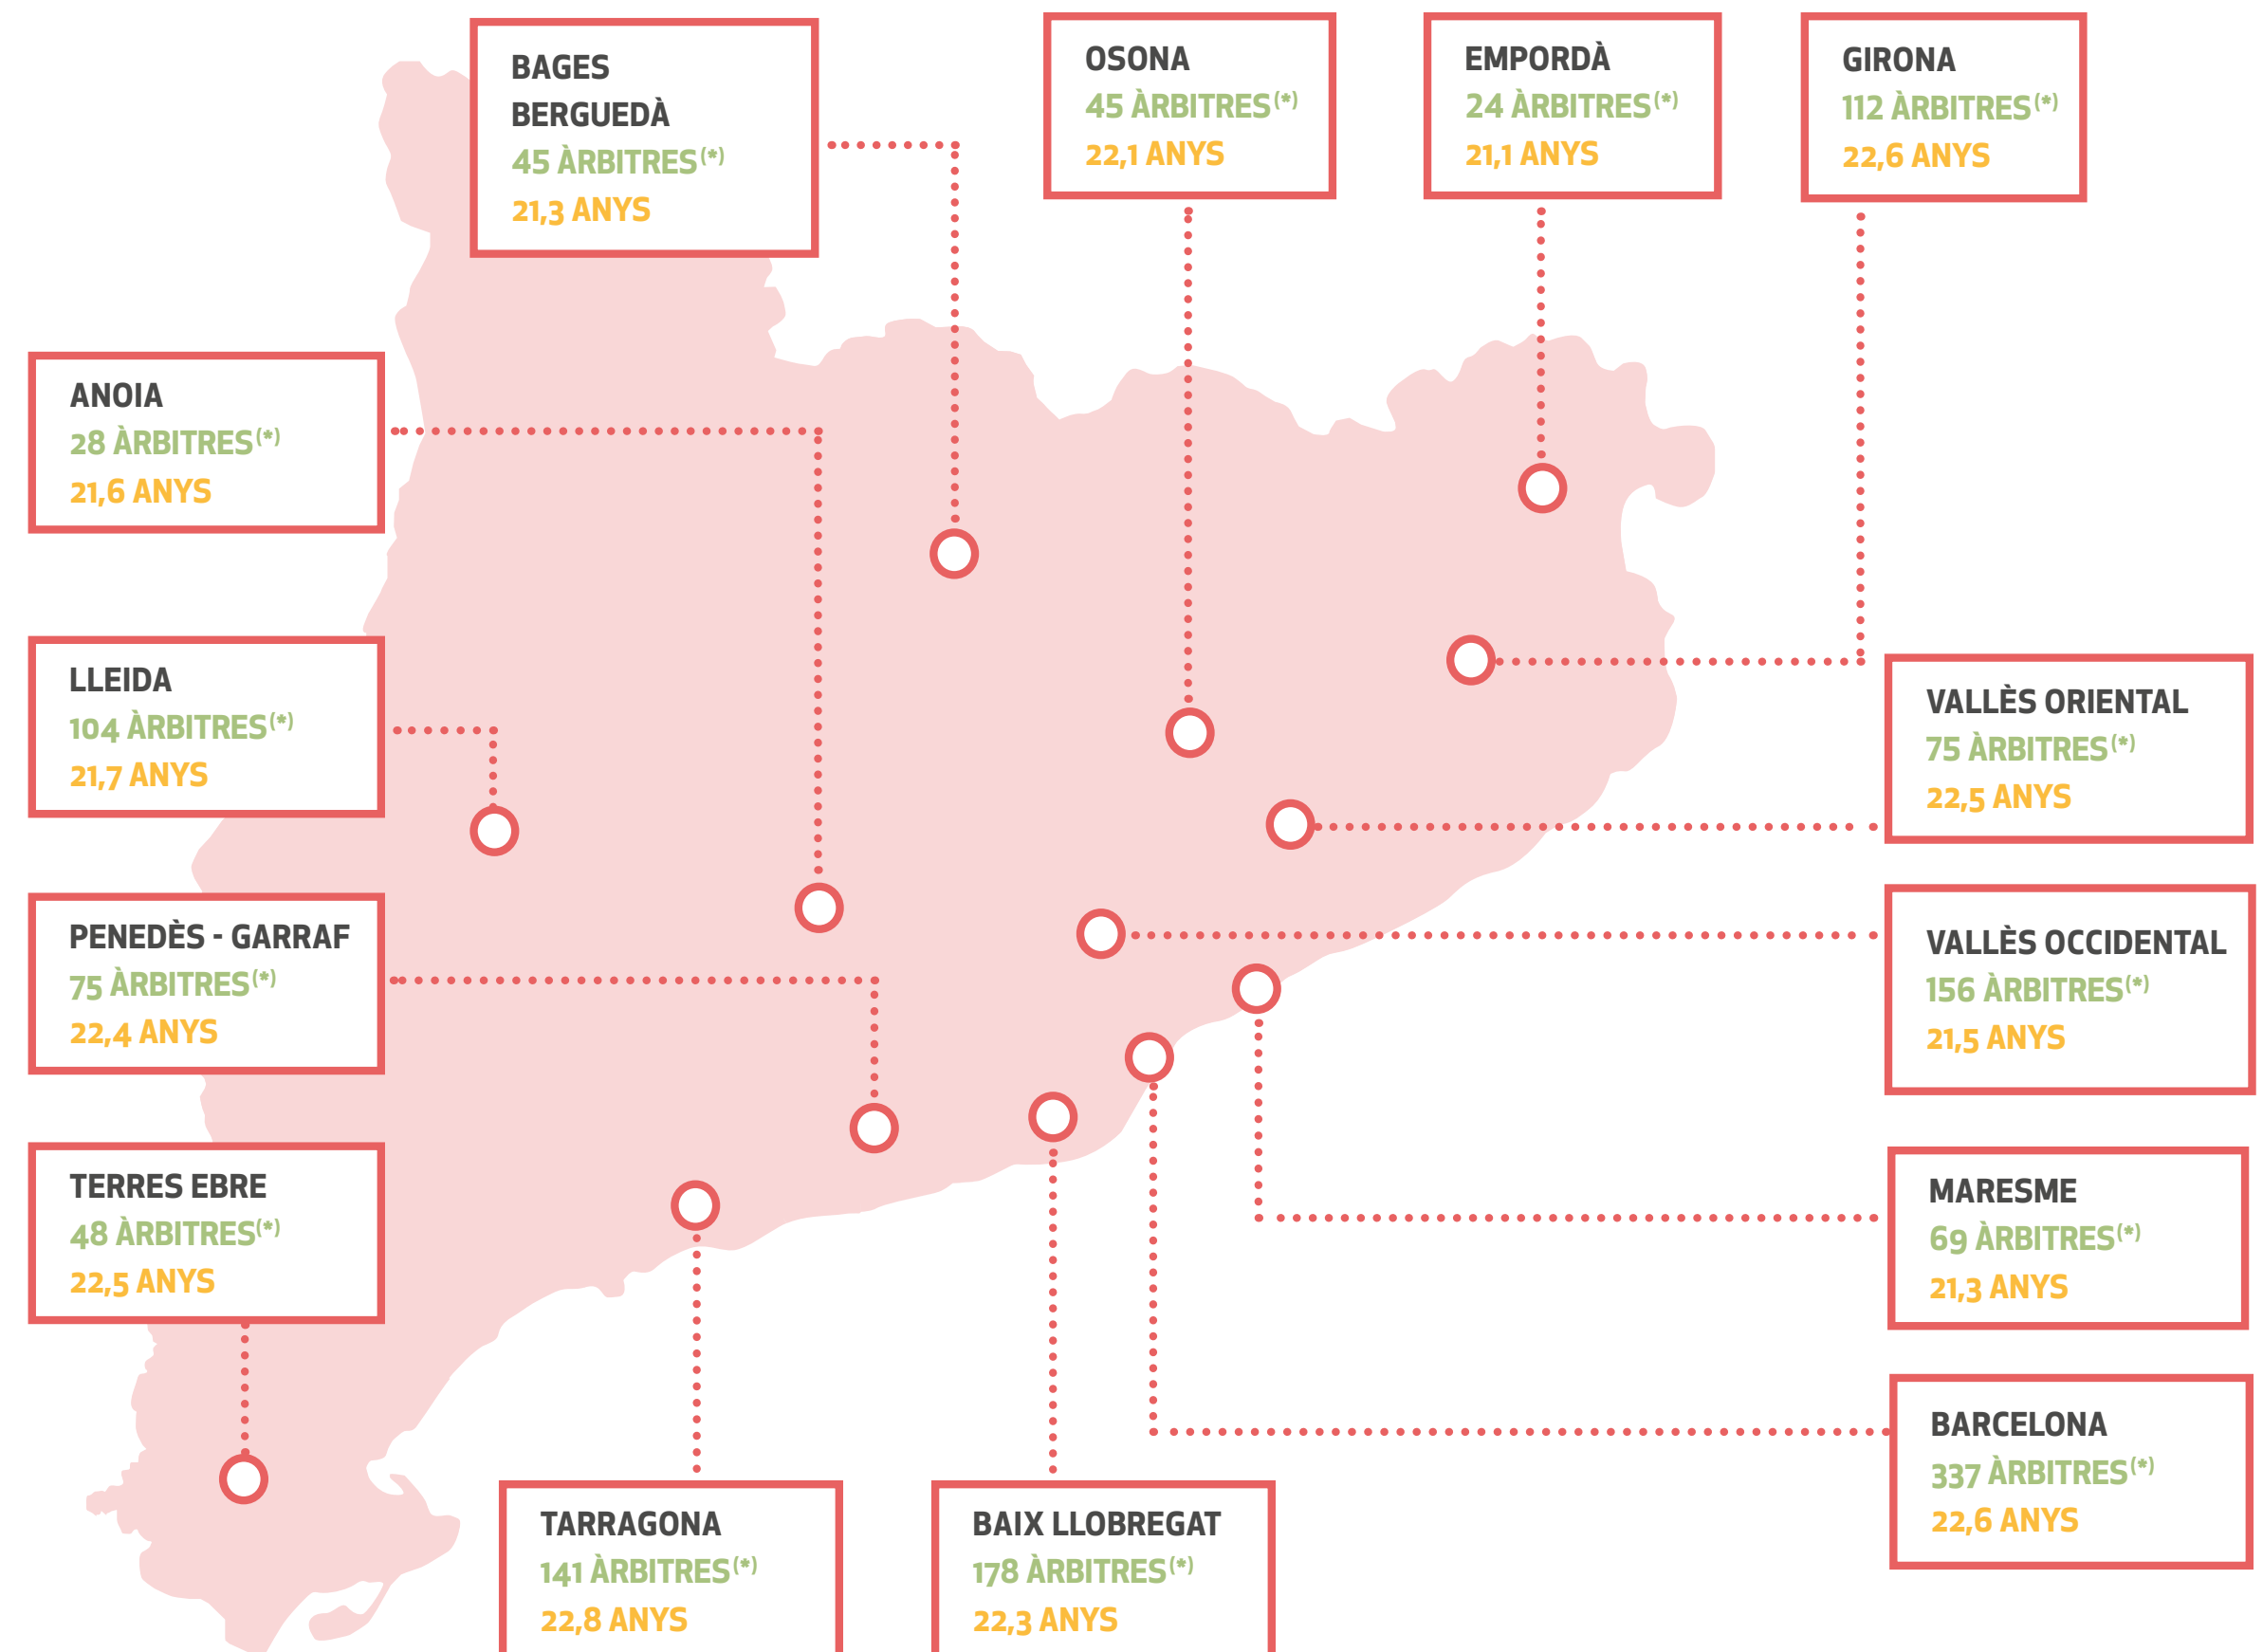 BAGES
BERGUEDÀ
45 ÀRBITRES(*)
21,3 ANYS
OSONA
45 ÀRBITRES(*)
22,1 ANYS
EMPORDÀ
24 ÀRBITRES(*)
21,1 ANYS
GIRONA
112 ÀRBITRES(*)
22,6 ANYS
ANOIA
28 ÀRBITRES(*)
21,6 ANYS
LLEIDA
104 ÀRBITRES(*)
21,7 ANYS
VALLÈS ORIENTAL
75 ÀRBITRES(*)
22,5 ANYS
PENEDÈS - GARRAF
75 ÀRBITRES(*)
22,4 ANYS
VALLÈS OCCIDENTAL
156 ÀRBITRES(*)
21,5 ANYS
TERRES EBRE
48 ÀRBITRES(*)
22,5 ANYS
MARESME
69 ÀRBITRES(*)
21,3 ANYS
BARCELONA
337 ÀRBITRES(*)
22,6 ANYS
TARRAGONA
141 ÀRBITRES(*)
22,8 ANYS
BAIX LLOBREGAT
178 ÀRBITRES(*)
22,3 ANYS